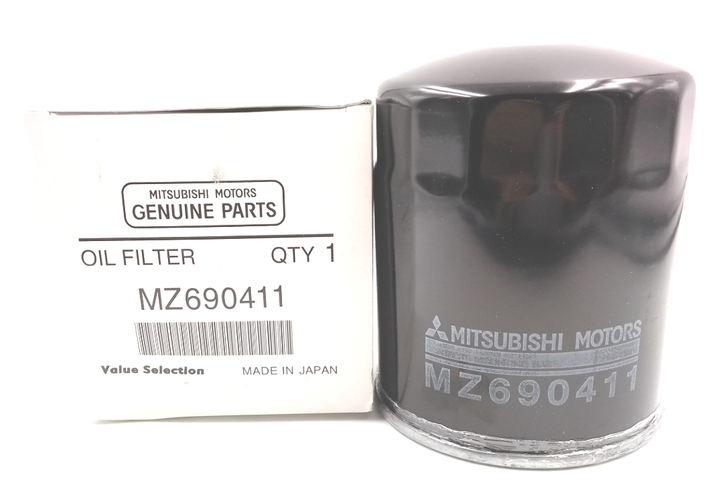 MITSUBISHI MOTORS
GENUINE PARTS
OIL FILTER QTY 1
MZ690411
Value Selection MADE IN JAPAN
MITSUBISHI MOTORS
MZ690411